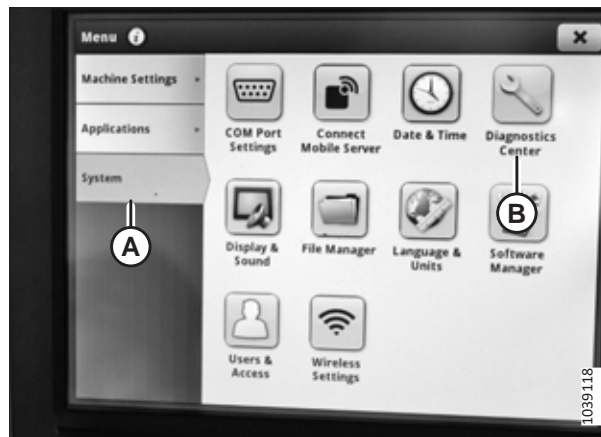 Menu i
Machine Settings
Applications
System
COM Port
Settings
Connect
Mobile Server
Date & Time
Diagnostics
Center
Display &
Sound
File Manager
Language &
Units
Software
Manager
Users &
Access
Wireless
Settings
A
B
1039118